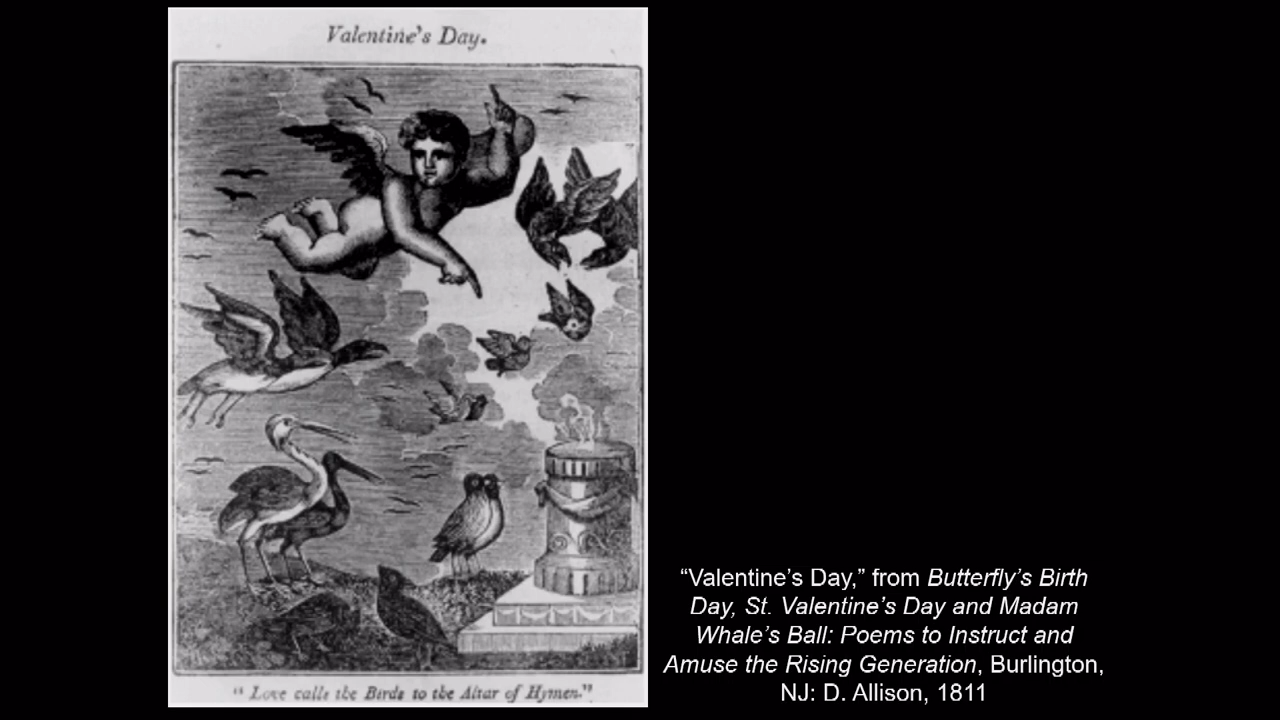 Valentine's Day.
"Love calls the Birds to the Altar of Hymen."
“Valentine’s Day,” from Butterfly’s Birth
Day, St. Valentine’s Day and Madam
Whale’s Ball: Poems to Instruct and
Amuse the Rising Generation, Burlington,
NJ: D. Allison, 1811